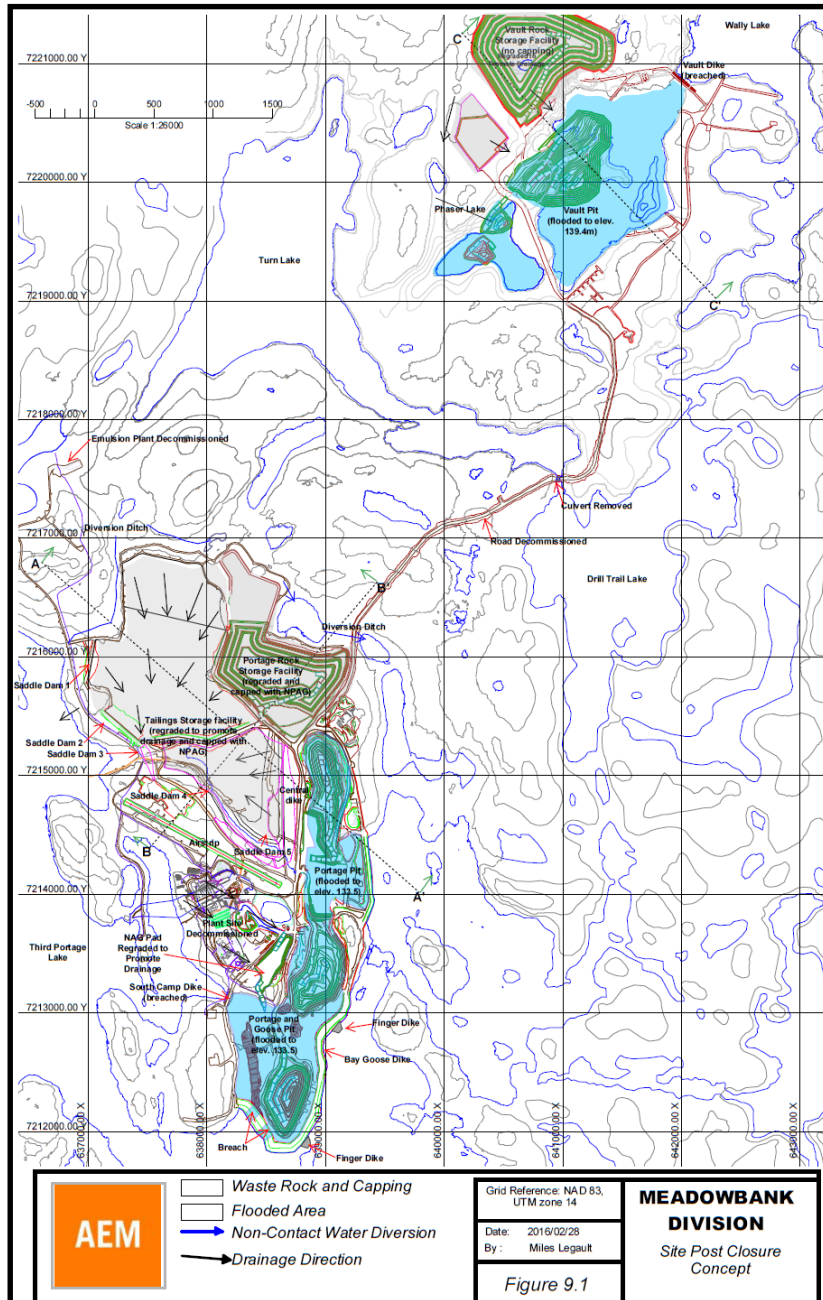 Wally Lake
C
Vault Rock
Storage Facility
(no capping)
7221000.00 Y
Vault Dike
(breached)
-500 0 500 1000 1500
Scale 1:26000
7220000.00 Y
Phaser Lake
Vault Pit
(flooded to elev.
139.4m)
Turn Lake
7219000.00 Y
C'
7218000.00 Y
Emulsion Plant Decommissioned
Culvert Removed
7217000.00 Y
Diversion Ditch
Road Decommissioned
A
Drill Trail Lake
B'
Diversion Ditch
7216000.00 Y
Portage Rock
Storage Facility
(regraded and
capped with NPAG)
Saddle Dam 1
Tailings Storage facility
(regraded to promote
drainage and capped with
NPAG)
Saddle Dam 2
Saddle Dam 3
7215000.00 Y
Saddle Dam 4
Central
dike
Airstrip
Saddle Dam 5
B
Portage Pit
(flooded to
elev. 133.5)
7214000.00 Y
A'
Plant Site
Decommissioned
NAG Pad
Regraded to
Promote
Drainage
Third Portage
Lake
South Camp Dike
(breached)
7213000.00 Y
Portage and
Goose Pit
(flooded to
elev. 133.5)
Finger Dike
Bay Goose Dike
7212000.00 Y
637000.00 X
638000.00 X
639000.00 X
640000.00 X
641000.00 X
642000.00 X
643000.00 X
Breach
Finger Dike
AEM
Waste Rock and Capping
Flooded Area
Non-Contact Water Diversion
Drainage Direction
Grid Reference: NAD 83,
UTM zone 14
Date: 2016/02/28
By : Miles Legault
Figure 9.1
MEADOWBANK
DIVISION
Site Post Closure
Concept